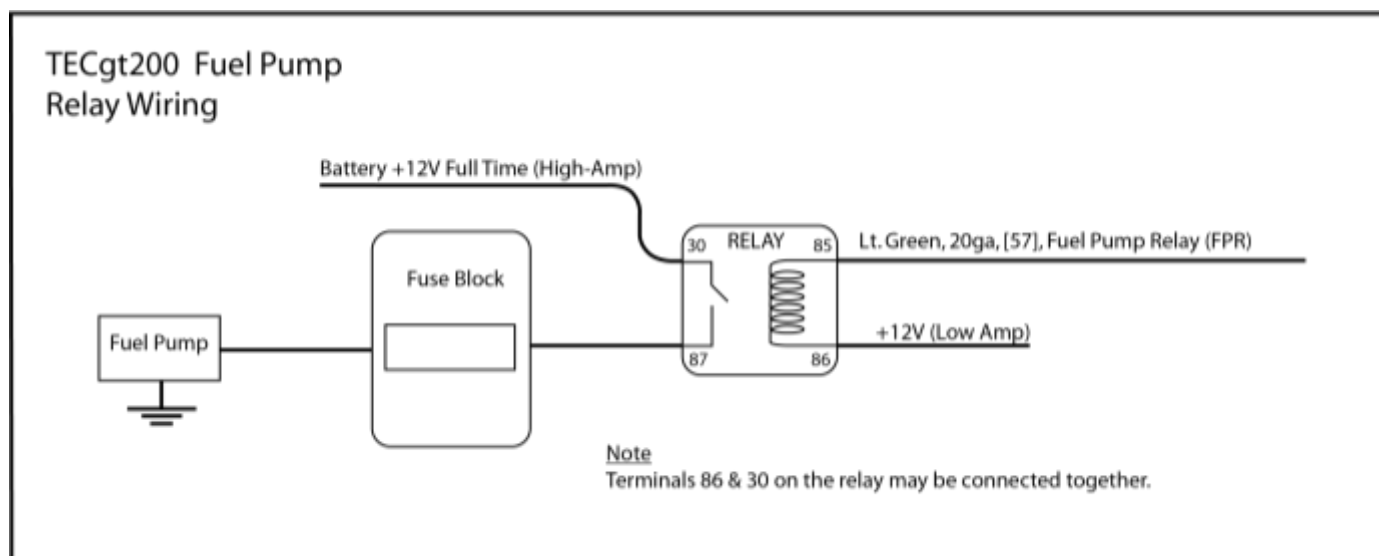 TECgt200 Fuel Pump
Relay Wiring
Battery +12V Full Time (High-Amp)
30
RELAY
85
Lt. Green, 20ga, [57], Fuel Pump Relay (FPR)
Fuse Block
Fuel Pump
+12V (Low Amp)
87
86
Note
Terminals 86 & 30 on the relay may be connected together.